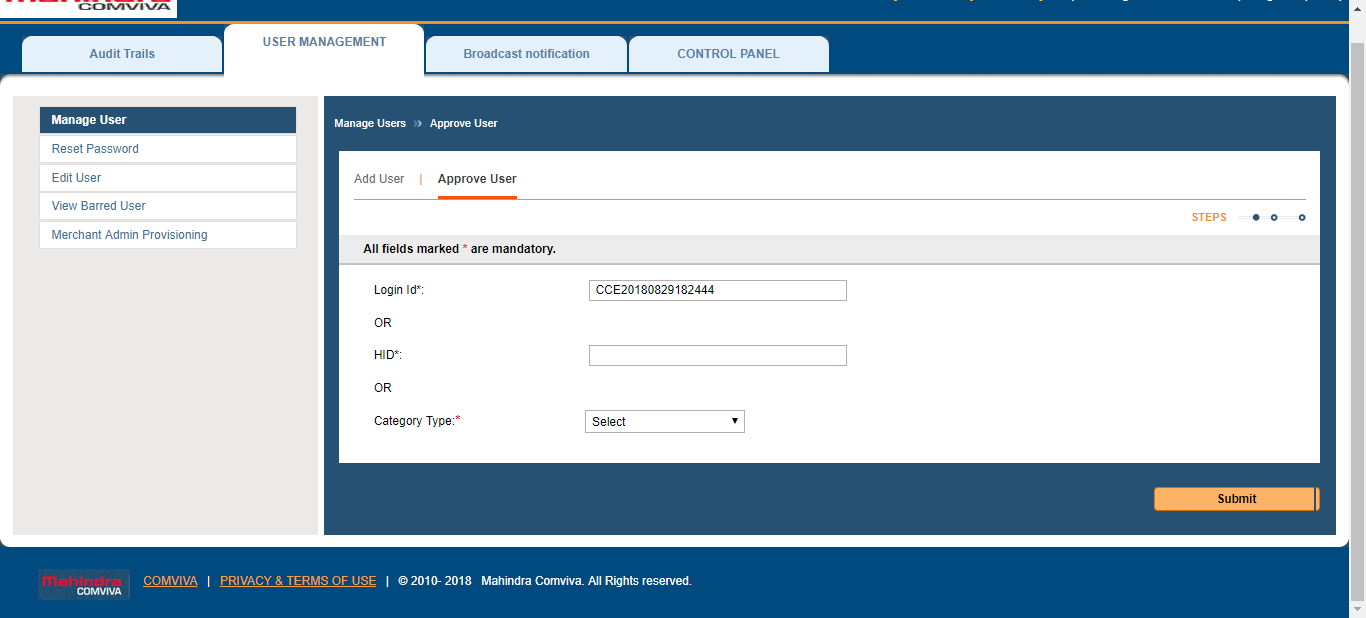 COMVIVA
Audit Trails
USER MANAGEMENT
Broadcast notification
CONTROL PANEL
Manage User
Reset Password
Edit User
View Barred User
Merchant Admin Provisioning
Manage Users » Approve User
Add User | Approve User
STEPS
All fields marked * are mandatory.
Login Id*: CCE20180829182444
OR
HID*:
OR
Category Type:* Select
Submit
Mahindra
COMVIVA
COMVIVA | PRIVACY & TERMS OF USE | © 2010- 2018 Mahindra Comviva. All Rights reserved.